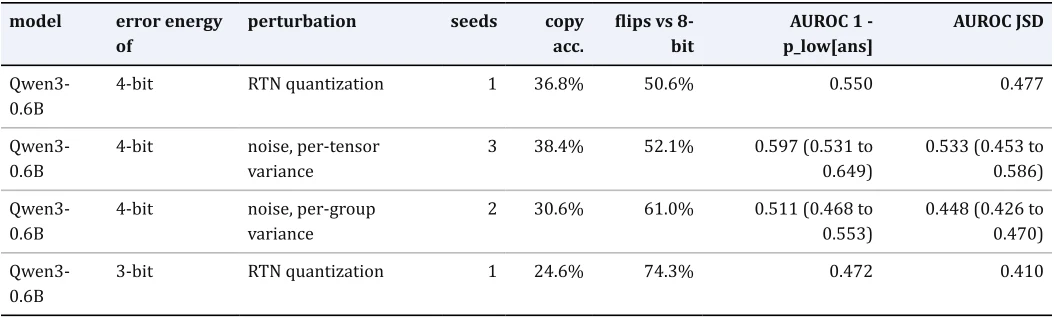 model error energy of perturbation seeds copy acc. flips vs 8-bit AUROC 1 - p_low[ans] AUROC JSD
Qwen3-0.6B 4-bit RTN quantization 1 36.8% 50.6% 0.550 0.477
Qwen3-0.6B 4-bit noise, per-tensor variance 3 38.4% 52.1% 0.597 (0.531 to 0.649) 0.533 (0.453 to 0.586)
Qwen3-0.6B 4-bit noise, per-group variance 2 30.6% 61.0% 0.511 (0.468 to 0.553) 0.448 (0.426 to 0.470)
Qwen3-0.6B 3-bit RTN quantization 1 24.6% 74.3% 0.472 0.410